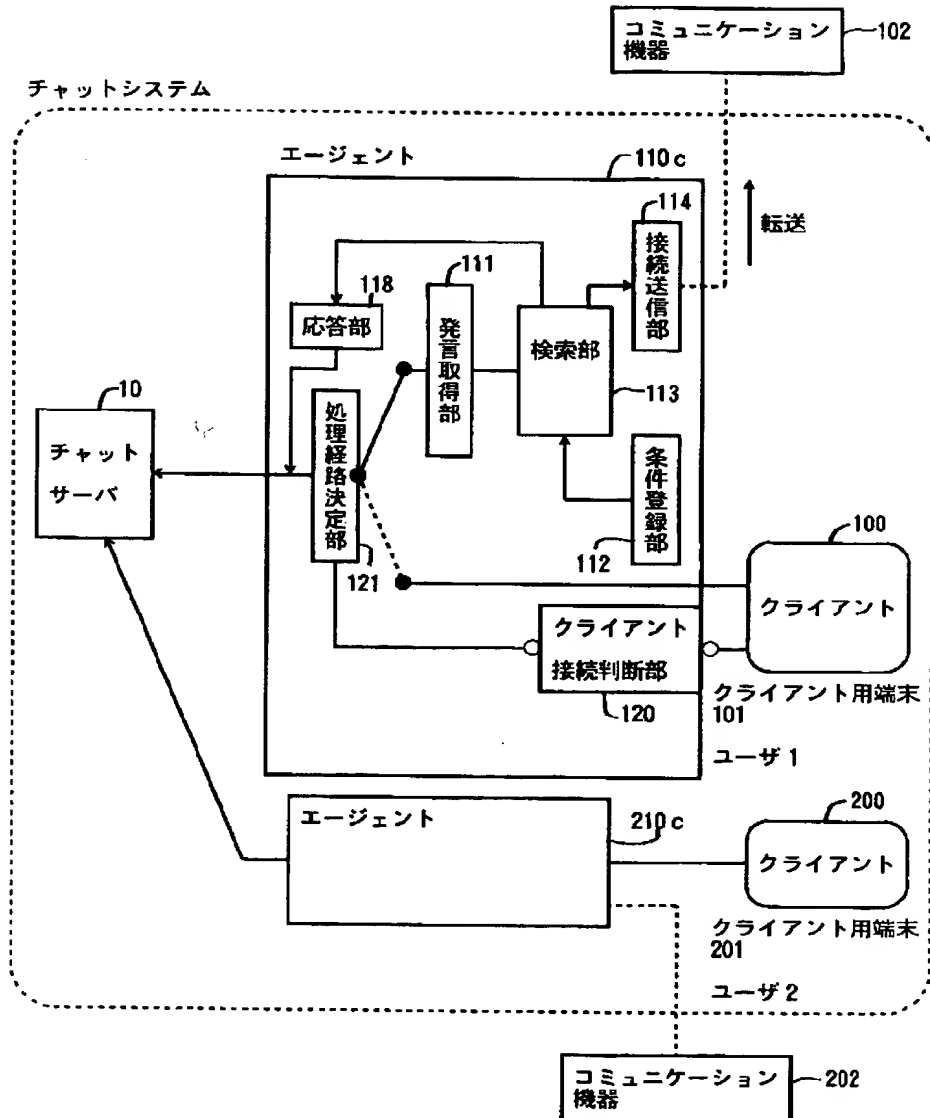 コミュニケーション
機器
102
チャットシステム
エージェント
110c
114
接続送信部
転送
111
発言取得部
118
応答部
検索部
113
10
チャット
サーバ
処理経路決定部
121
条件登録部
112
100
クライアント
クライアント
接続判断部
120
クライアント用端末
101
ユーザ1
エージェント
210c
200
クライアント
クライアント用端末
201
ユーザ2
コミュニケーション
機器
202